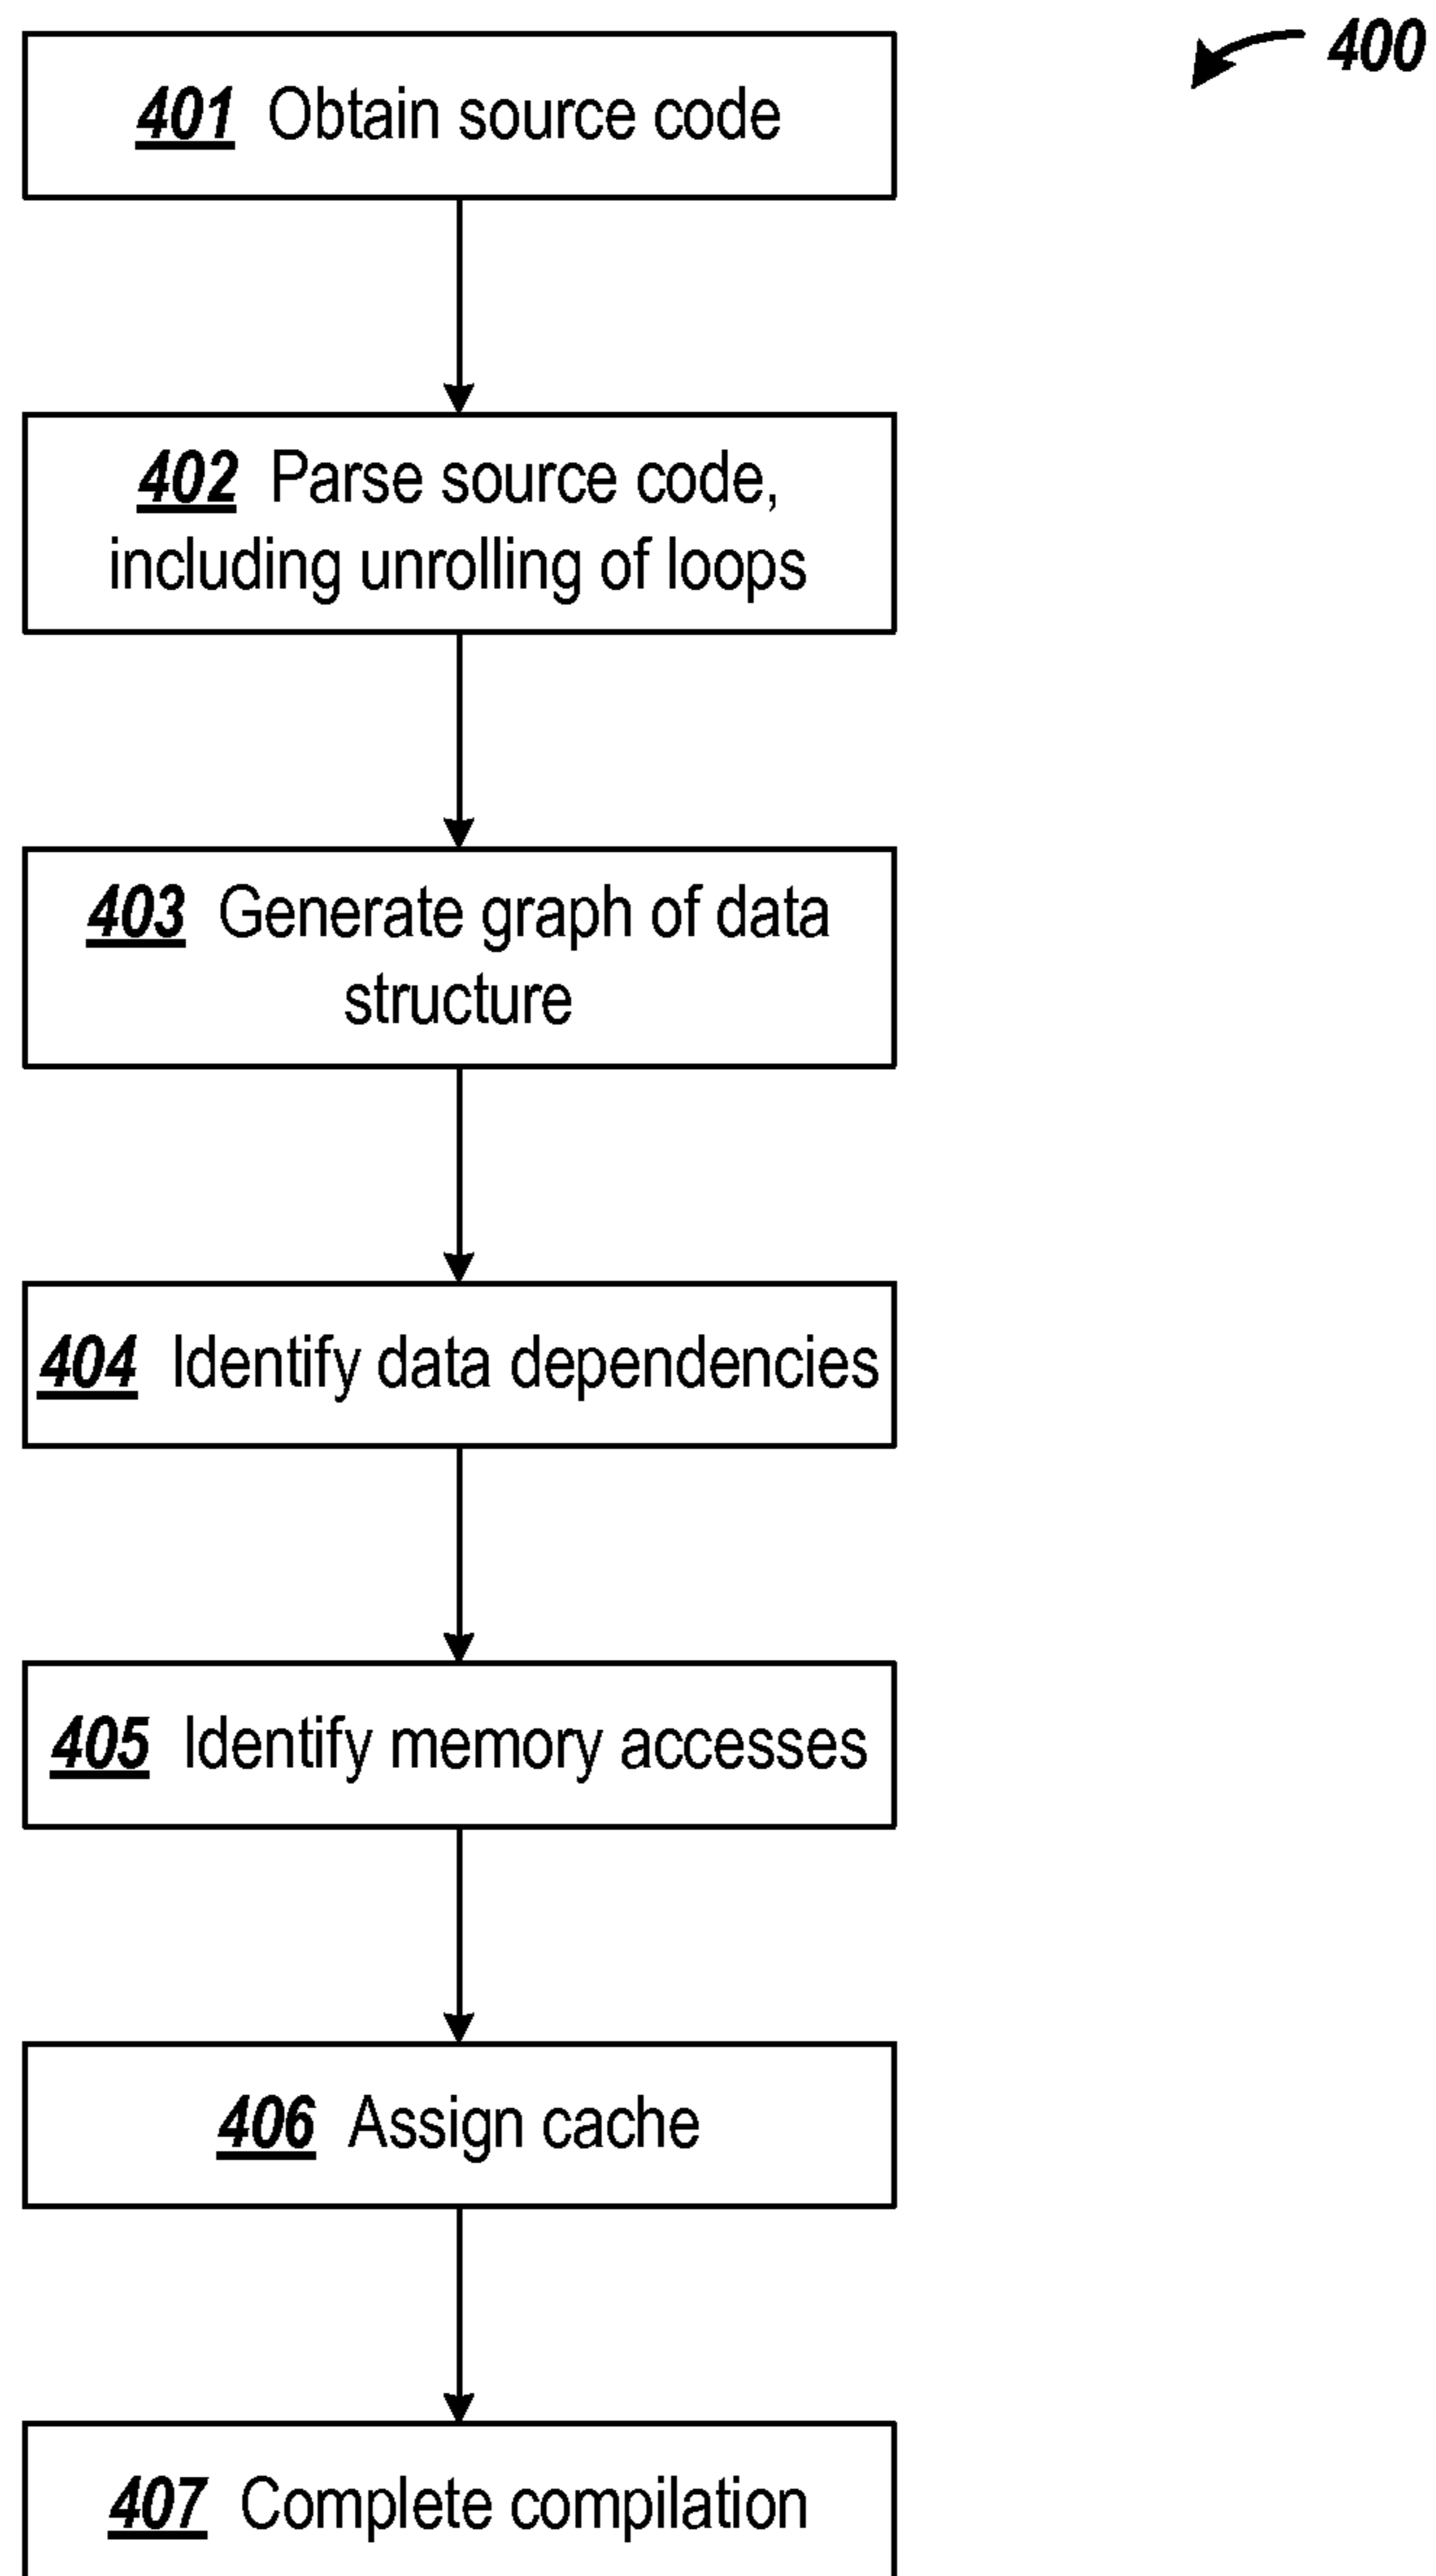 400
401 Obtain source code
402 Parse source code,
including unrolling of loops
403 Generate graph of data
structure
404 Identify data dependencies
405 Identify memory accesses
406 Assign cache
407 Complete compilation